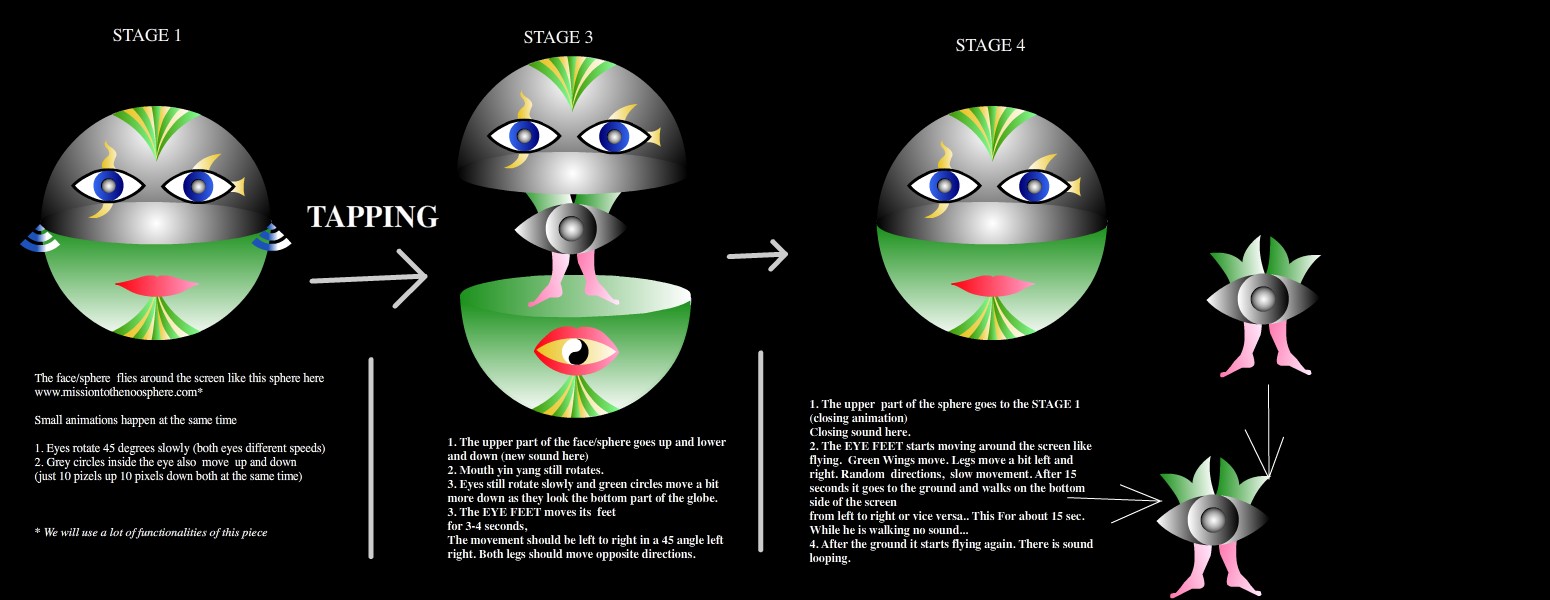 STAGE 1
The face/sphere  flies around the screen like this sphere here
www.missiontothenoosphere.com*
Small animations happen at the same time
1. Eyes rotate 45 degrees slowly (both eyes different speeds)
2. Grey circles inside the eye also  move  up and down
(just 10 pizels up 10 pixels down both at the same time)
* We will use a lot of functionalities of this piece
TAPPING
STAGE 3
1. The upper part of the face/sphere goes up and lower
and down (new sound here)
2. Mouth yin yang still rotates.
3. Eyes still rotate slowly and green circles move a bit
more down as they look the bottom part of the globe.
3. The EYE FEET moves its  feet
for 3-4 seconds,
The movement should be left to right in a 45 angle left
right. Both legs should move opposite directions.
STAGE 4
1. The upper  part of the sphere goes to the STAGE 1
(closing animation)
Closing sound here.
2. The EYE FEET starts moving around the screen like
flying.  Green Wings move. Legs move a bit left and
right. Random  directions,  slow movement. After 15
seconds it goes to the ground and walks on the bottom
side of the screen
from left to right or vice versa.. This For about 15 sec.
While he is walking no sound...
4. After the ground it starts flying again. There is sound
looping.